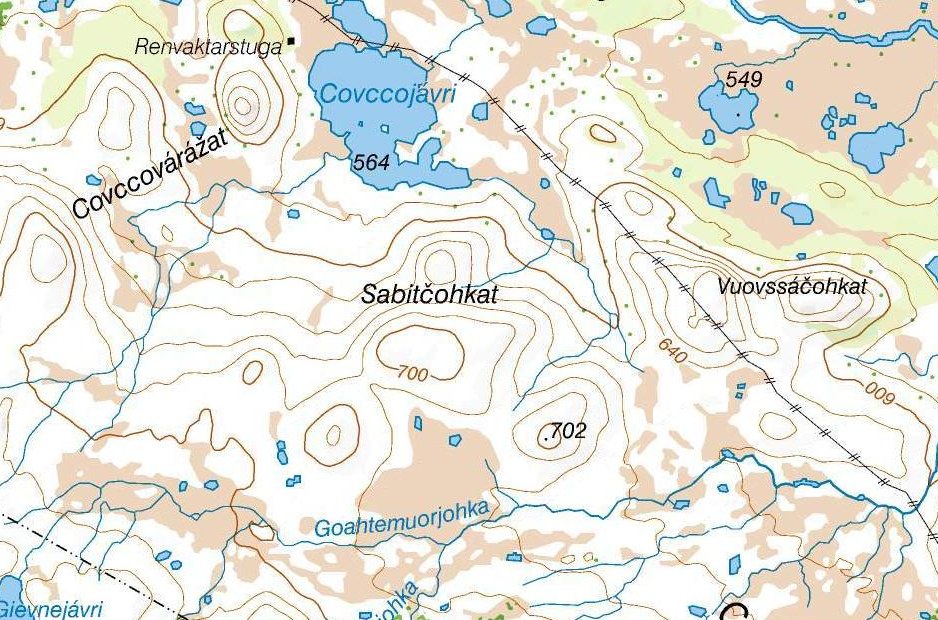 Renvaktarstuga
549
Covccojávri
564
Covccovárážat
Sabitčohkat
Vuovssáčohkat
640
700
600
702
Goahtemuorjohka
johka
Gievnejávri